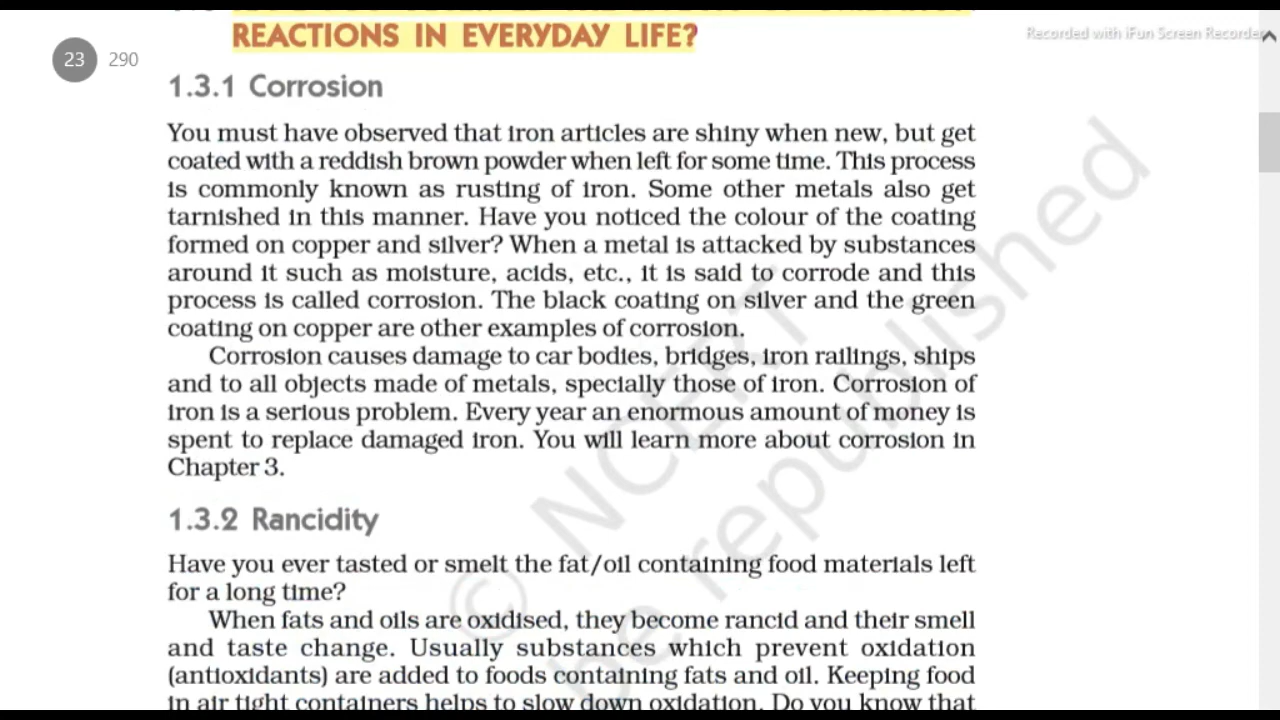 REACTIONS IN EVERYDAY LIFE?
Recorded with iFun Screen Recorder
23 290
1.3.1 Corrosion
You must have observed that iron articles are shiny when new, but get
coated with a reddish brown powder when left for some time. This process
is commonly known as rusting of iron. Some other metals also get
tarnished in this manner. Have you noticed the colour of the coating
formed on copper and silver? When a metal is attacked by substances
around it such as moisture, acids, etc., it is said to corrode and this
process is called corrosion. The black coating on silver and the green
coating on copper are other examples of corrosion.
Corrosion causes damage to car bodies, bridges, iron railings, ships
and to all objects made of metals, specially those of iron. Corrosion of
iron is a serious problem. Every year an enormous amount of money is
spent to replace damaged iron. You will learn more about corrosion in
Chapter 3.
1.3.2 Rancidity
Have you ever tasted or smelt the fat/oil containing food materials left
for a long time?
When fats and oils are oxidised, they become rancid and their smell
and taste change. Usually substances which prevent oxidation
(antioxidants) are added to foods containing fats and oil. Keeping food
in air tight containers helps to slow down oxidation. Do you know that
© NCERT
be republished